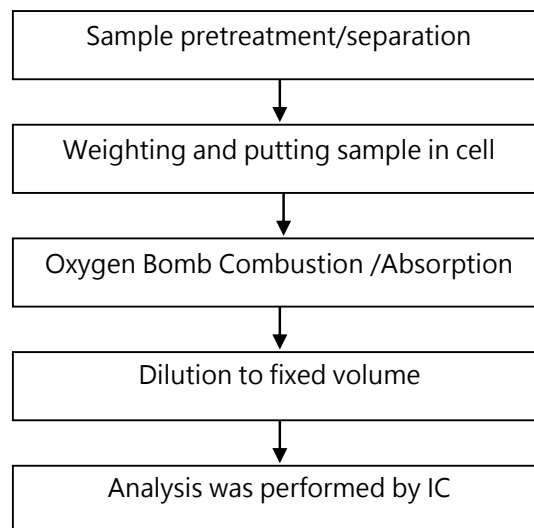 Sample pretreatment/separation
Weighting and putting sample in cell
Oxygen Bomb Combustion /Absorption
Dilution to fixed volume
Analysis was performed by IC